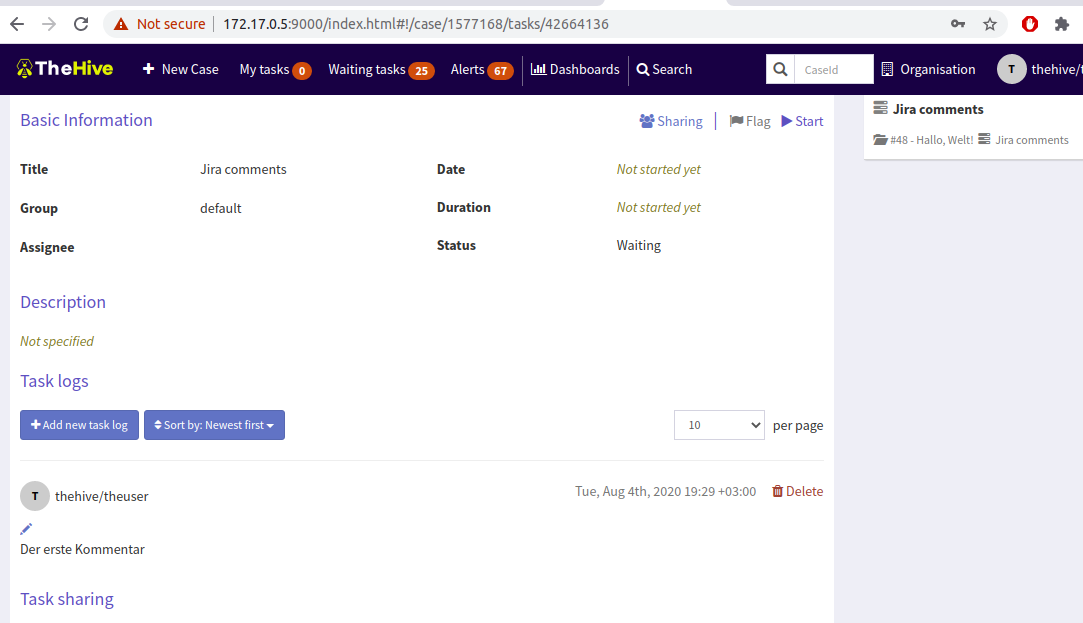 Not secure 172.17.0.5:9000/index.html#!/case/1577168/tasks/42664136
TheHive + New Case My tasks 0 Waiting tasks 25 Alerts 67 Dashboards Search CaseId Organisation T thehive/t
Basic Information Sharing | Flag Start
Title Jira comments Date Not started yet
Group default Duration Not started yet
Assignee Status Waiting
Description
Not specified
Task logs
+ Add new task log Sort by: Newest first 10 per page
T thehive/theuser Tue, Aug 4th, 2020 19:29 +03:00 Delete
Der erste Kommentar
Task sharing
Jira comments
#48 - Hallo, Welt! Jira comments